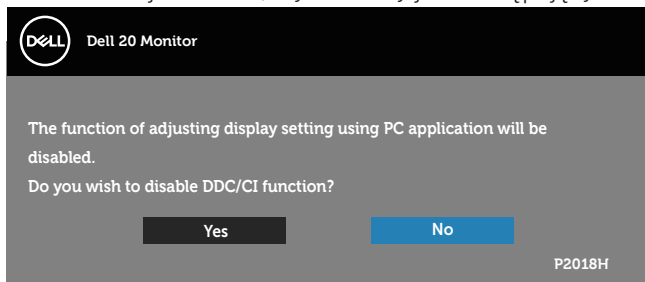 DELL
Dell 20 Monitor
The function of adjusting display setting using PC application will be
disabled.
Do you wish to disable DDC/CI function?
Yes
No
P2018H